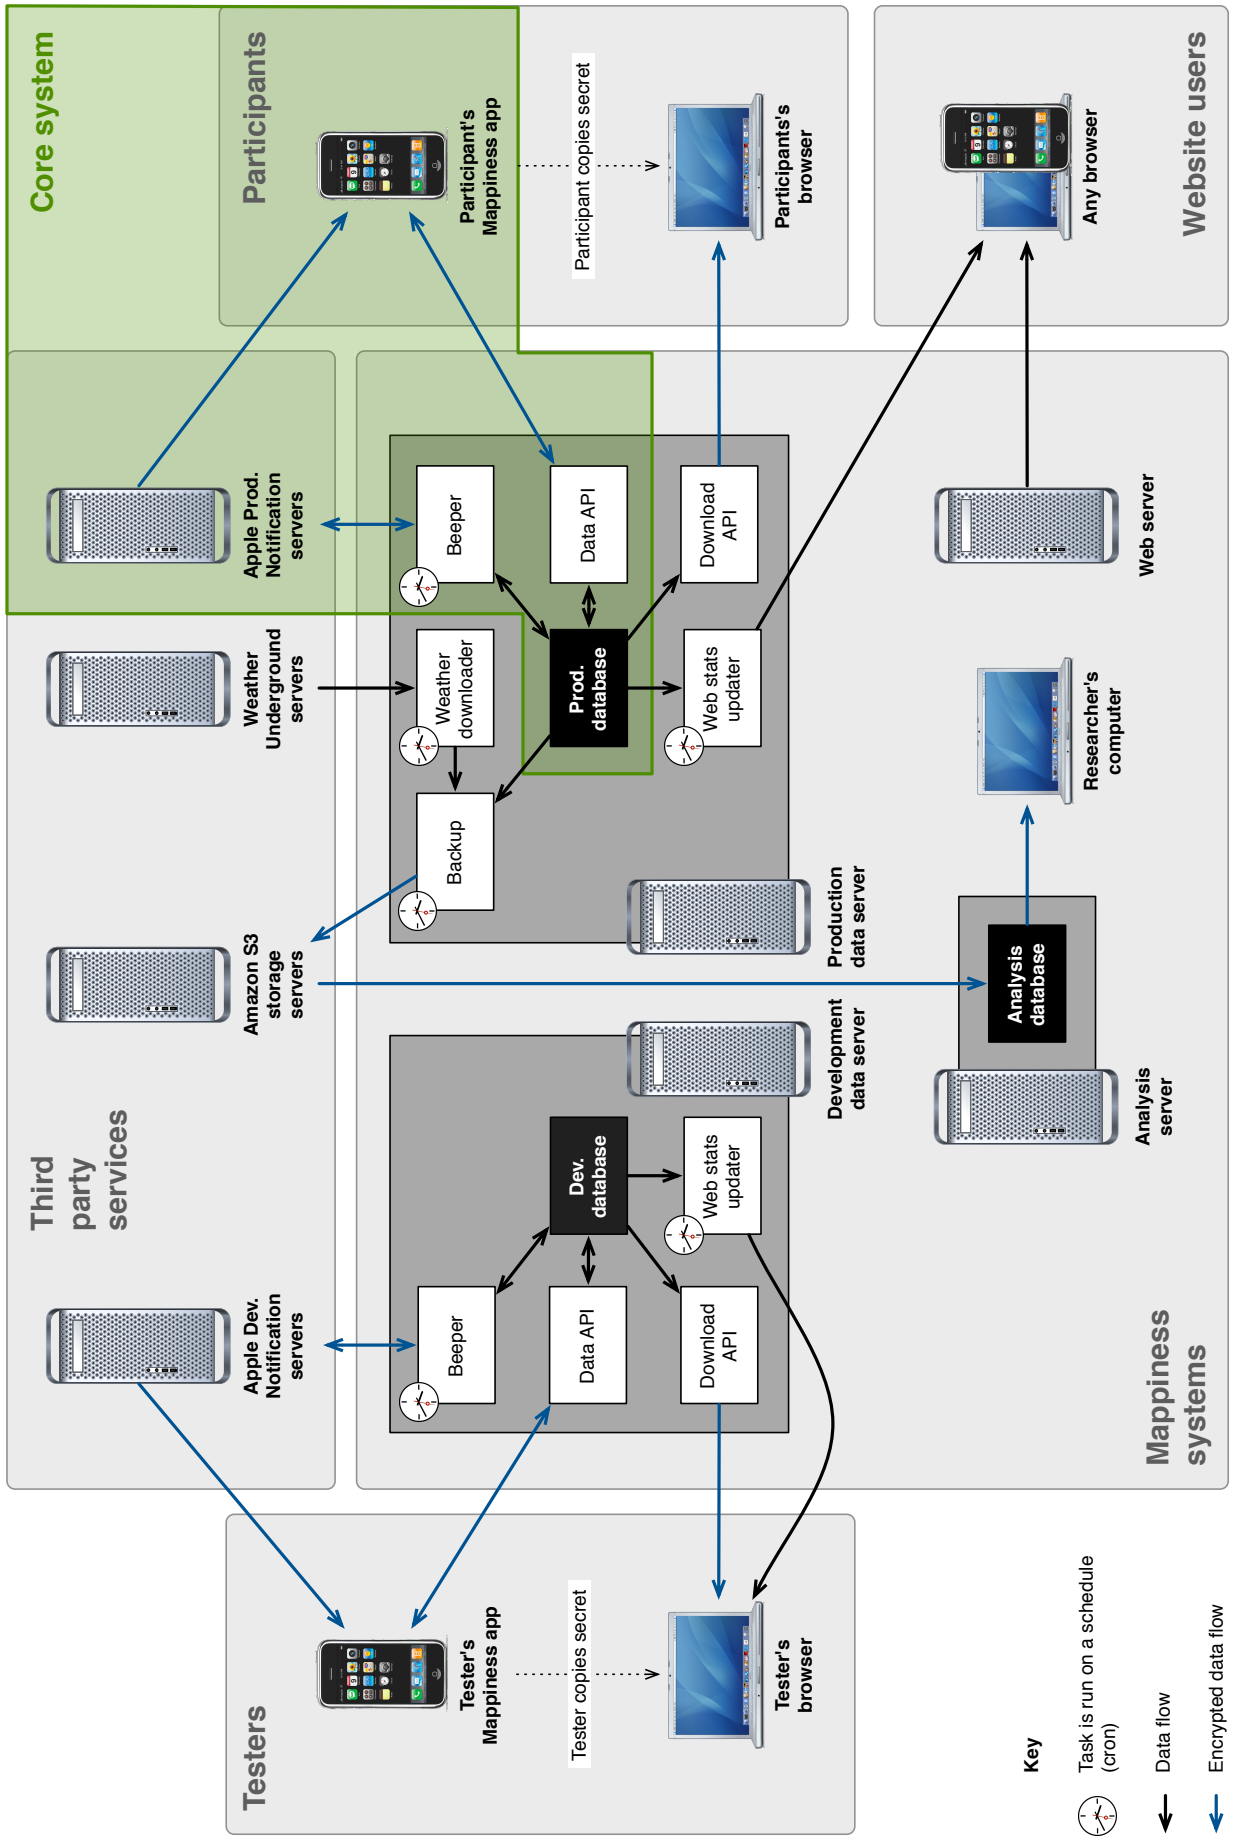 Testers
Tester's
Mappiness app
Tester copies secret
Tester's
browser
Key
Task is run on a schedule
(cron)
Data flow
Encrypted data flow
Third
party
services
Apple Dev.
Notification
servers
Amazon S3
storage
servers
Weather
Underground
servers
Apple Prod.
Notification
servers
Mappiness
systems
Beeper
Data API
Download
API
Dev.
database
Web stats
updater
Development
data server
Backup
Weather
downloader
Beeper
Prod.
database
Data API
Web stats
updater
Download
API
Production
data server
Analysis
server
Analysis
database
Researcher's
computer
Web server
Core system
Participants
Participant's
Mappiness app
Participant copies secret
Participants's
browser
Any browser
Website users